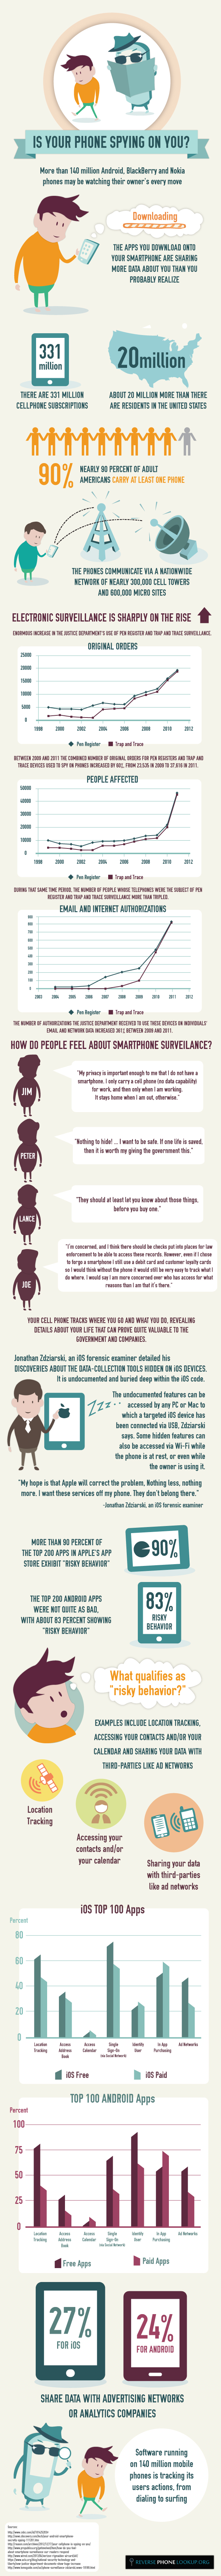 IS YOUR PHONE SPYING ON YOU?
More than 140 million Android, BlackBerry and Nokia
phones may be watching their owner's every move
Downloading
THE APPS YOU DOWNLOAD ONTO
YOUR SMARTPHONE ARE SHARING
MORE DATA ABOUT YOU THAN YOU
PROBABLY REALIZE
331
million
20 million
THERE ARE 331 MILLION
CELLPHONE SUBSCRIPTIONS
ABOUT 20 MILLION MORE THAN THERE
ARE RESIDENTS IN THE UNITED STATES
90%
NEARLY 90 PERCENT OF ADULT
AMERICANS CARRY AT LEAST ONE PHONE
THE PHONES COMMUNICATE VIA A NATIONWIDE
NETWORK OF NEARLY 300,000 CELL TOWERS
AND 600,000 MICRO SITES
ELECTRONIC SURVEILLANCE IS SHARPLY ON THE RISE
ENORMOUS INCREASE IN THE JUSTICE DEPARTMENT'S USE OF PEN REGISTER AND TRAP AND TRACE SURVEILLANCE.
ORIGINAL ORDERS
25000
20000
15000
10000
5000
0
1998 2000 2002 2004 2006 2008 2010 2012
Pen Register Trap and Trace
BETWEEN 2009 AND 2011 THE COMBINED NUMBER OF ORIGINAL ORDERS FOR PEN REGISTERS AND TRAP AND
TRACE DEVICES USED TO SPY ON PHONES INCREASED BY 60%, FROM 23,535 IN 2009 TO 37,616 IN 2011.
PEOPLE AFFECTED
50000
40000
30000
20000
10000
0
1998 2000 2002 2004 2006 2008 2010 2012
Pen Register Trap and Trace
DURING THAT SAME TIME PERIOD, THE NUMBER OF PEOPLE WHOSE TELEPHONES WERE THE SUBJECT OF PEN
REGISTER AND TRAP AND TRACE SURVEILLANCE MORE THAN TRIPLED.
EMAIL AND INTERNET AUTHORIZATIONS
900
800
700
600
500
400
300
200
100
0
2003 2004 2005 2006 2007 2008 2009 2010 2011 2012
Pen Register Trap and Trace
THE NUMBER OF AUTHORIZATIONS THE JUSTICE DEPARTMENT RECEIVED TO USE THESE DEVICES ON INDIVIDUALS'
EMAIL AND NETWORK DATA INCREASED 361% BETWEEN 2009 AND 2011.
HOW DO PEOPLE FEEL ABOUT SMARTPHONE SURVEILANCE?
JIM
"My privacy is important enough to me that I do not have a
smartphone. I only carry a cell phone (no data capability)
for work, and then only when I am working.
It stays home when I am out, otherwise."
PETER
"Nothing to hide! ... I want to be safe. If one life is saved,
then it is worth my giving the government this."
LANCE
"They should at least let you know about those things,
before you buy one."
JOE
"I'm concerned, and I think there should be checks put into places for law
enforcement to be able to access these records. However, even if I chose
to forgo a smartphone I still use a debit card and customer loyalty cards
so I would think without the phone it would still be very easy to track what I
do where. I would say I am more concerned over who has access for what
reasons than I am that it's there."
YOUR CELL PHONE TRACKS WHERE YOU GO AND WHAT YOU DO, REVEALING
DETAILS ABOUT YOUR LIFE THAT CAN PROVE QUITE VALUABLE TO THE
GOVERNMENT AND COMPANIES.
Jonathan Zdziarski, an iOS forensic examiner detailed his
DISCOVERIES ABOUT THE DATA-COLLECTION TOOLS HIDDEN ON iOS DEVICES.
It is undocumented and buried deep within the iOS code.
Zzz
The undocumented features can be
accessed by any PC or Mac to
which a targeted iOS device has
been connected via USB, Zdziarski
says. Some hidden features can
also be accessed via Wi-Fi while
the phone is at rest, or even while
the owner is using it.
"My hope is that Apple will correct the problem. Nothing less, nothing
more. I want these services off my phone. They don't belong there."
-Jonathan Zdziarski, an iOS forensic examiner
MORE THAN 90 PERCENT OF
THE TOP 200 APPS IN APPLE'S APP
STORE EXHIBIT "RISKY BEHAVIOR"
90%
THE TOP 200 ANDROID APPS
WERE NOT QUITE AS BAD,
WITH ABOUT 83 PERCENT SHOWING
"RISKY BEHAVIOR"
83%
RISKY
BEHAVIOR
What qualifies as
"risky behavior?"
EXAMPLES INCLUDE LOCATION TRACKING,
ACCESSING YOUR CONTACTS AND/OR YOUR
CALENDAR AND SHARING YOUR DATA WITH
THIRD-PARTIES LIKE AD NETWORKS
Location
Tracking
Accessing your
contacts and/or
your calendar
Sharing your data
with third-parties
like ad networks
iOS TOP 100 Apps
Percent
80
60
40
20
0
Location Tracking
Access Address Book
Access Calendar
Single Sign-On (via Social Network)
Identify User
In App Purchasing
Ad Networks
iOS Free iOS Paid
TOP 100 ANDROID Apps
Percent
100
75
50
25
0
Location Tracking
Access Address Book
Access Calendar
Single Sign-On (via Social Network)
Identify User
In App Purchasing
Ad Networks
Free Apps Paid Apps
27%
FOR iOS
24%
FOR ANDROID
SHARE DATA WITH ADVERTISING NETWORKS
OR ANALYTICS COMPANIES
Software running
on 140 million mobile
phones is tracking its
users actions, from
dialing to surfing
REVERSE PHONE LOOKUP.ORG